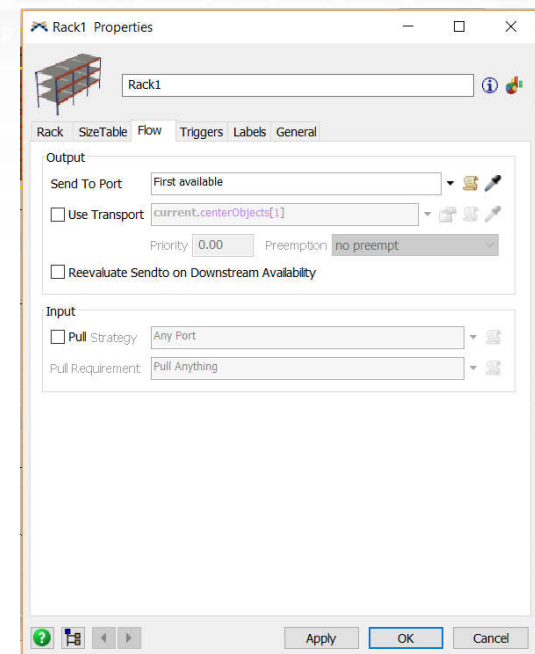 Rack1 Properties
Rack1
Rack SizeTable Flow Triggers Labels General
Output
Send To Port First available
Use Transport current.centerObjects[1]
Priority 0.00 Preemption no preempt
Reevaluate Sendto on Downstream Availability
Input
Pull Strategy Any Port
Pull Requirement Pull Anything
Apply OK Cancel